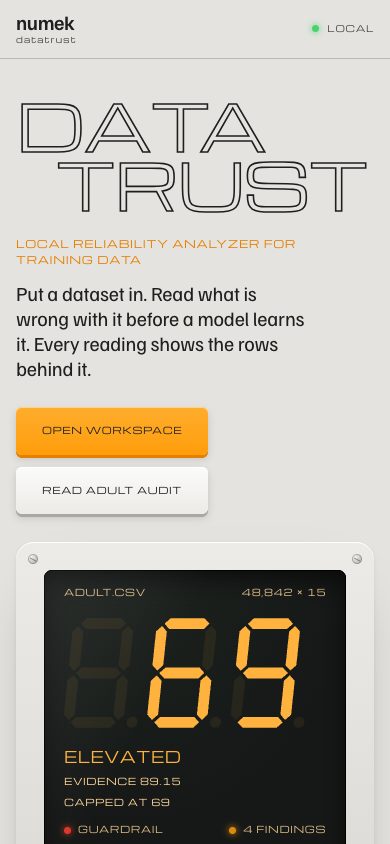 numek
datatrust
LOCAL
DATA
TRUST
LOCAL RELIABILITY ANALYZER FOR
TRAINING DATA
Put a dataset in. Read what is
wrong with it before a model learns
it. Every reading shows the rows
behind it.
OPEN WORKSPACE
READ ADULT AUDIT
ADULT.CSV
48,842 × 15
69
ELEVATED
EVIDENCE 89.15
CAPPED AT 69
GUARDRAIL
4 FINDINGS